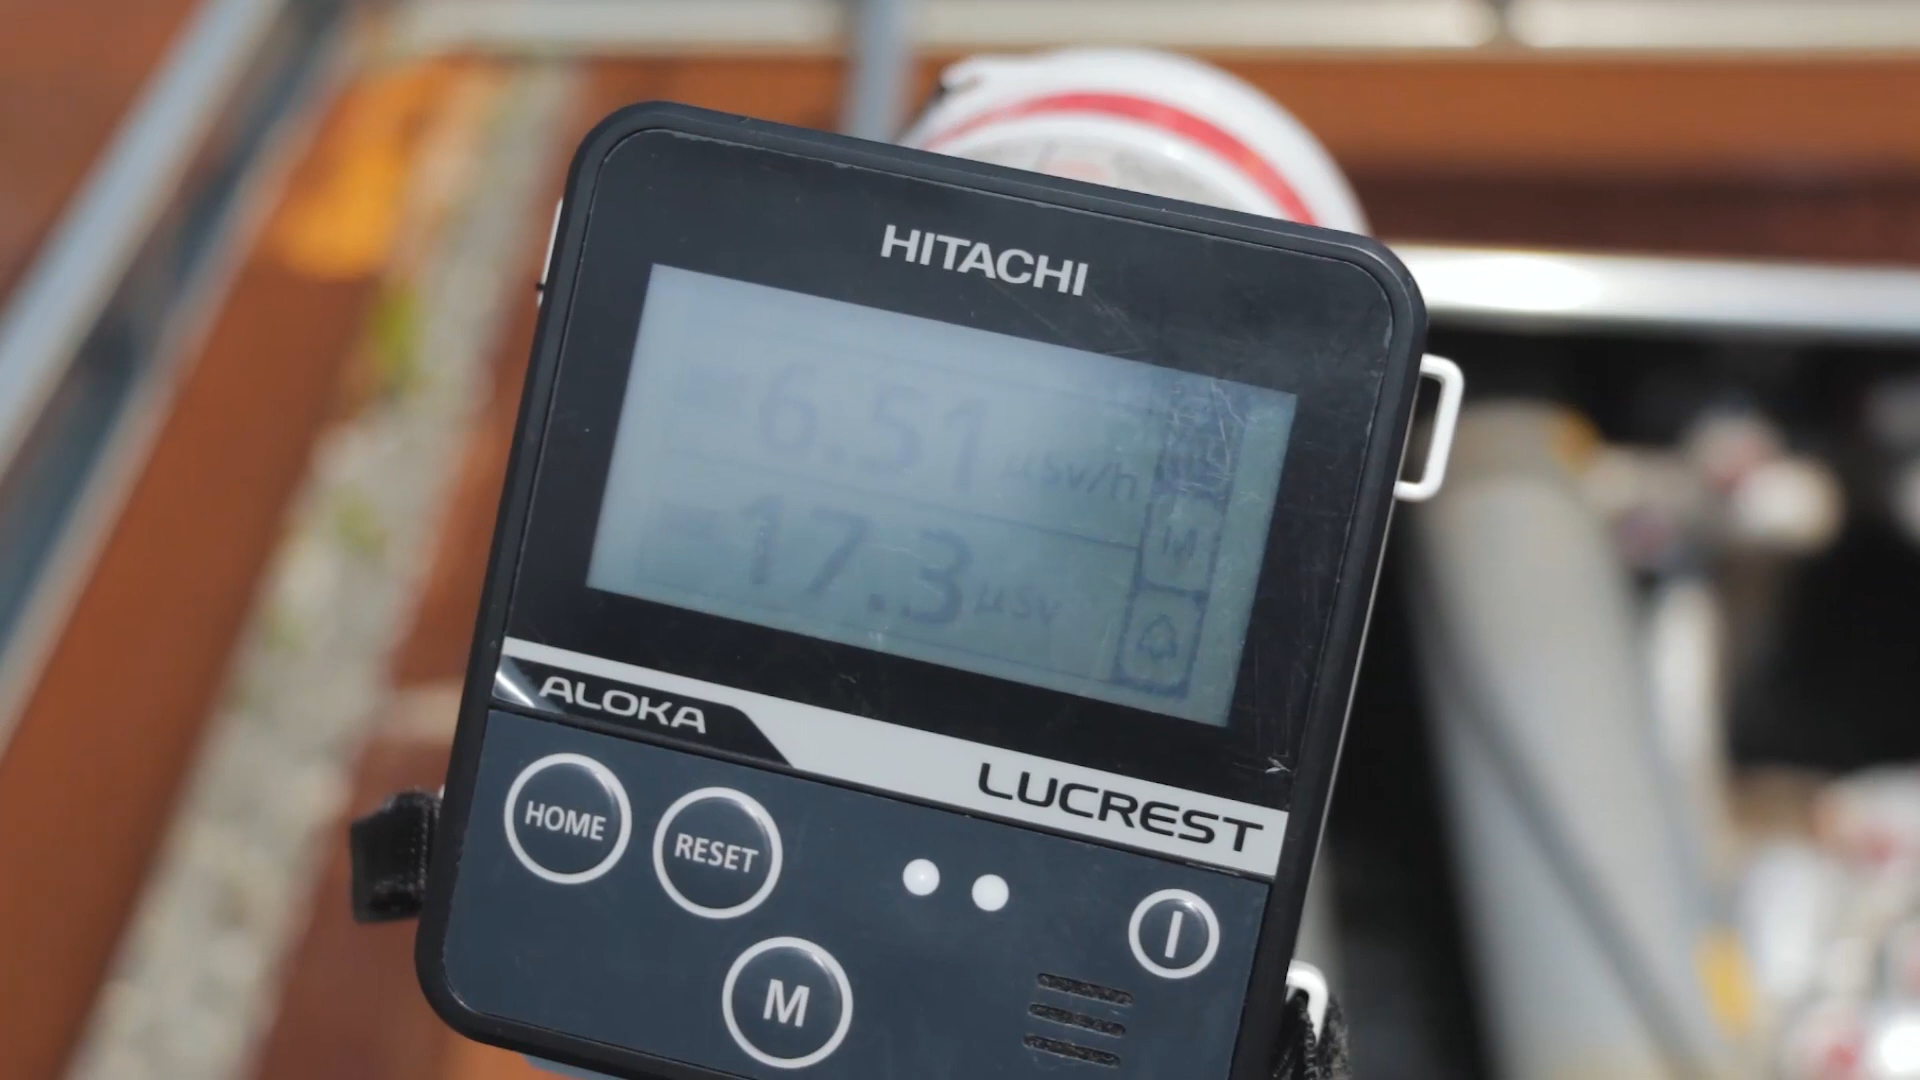 HITACHI
6.51 μSv/h
17.3 μSv
M
ALOKA
LUCREST
HOME
RESET
M